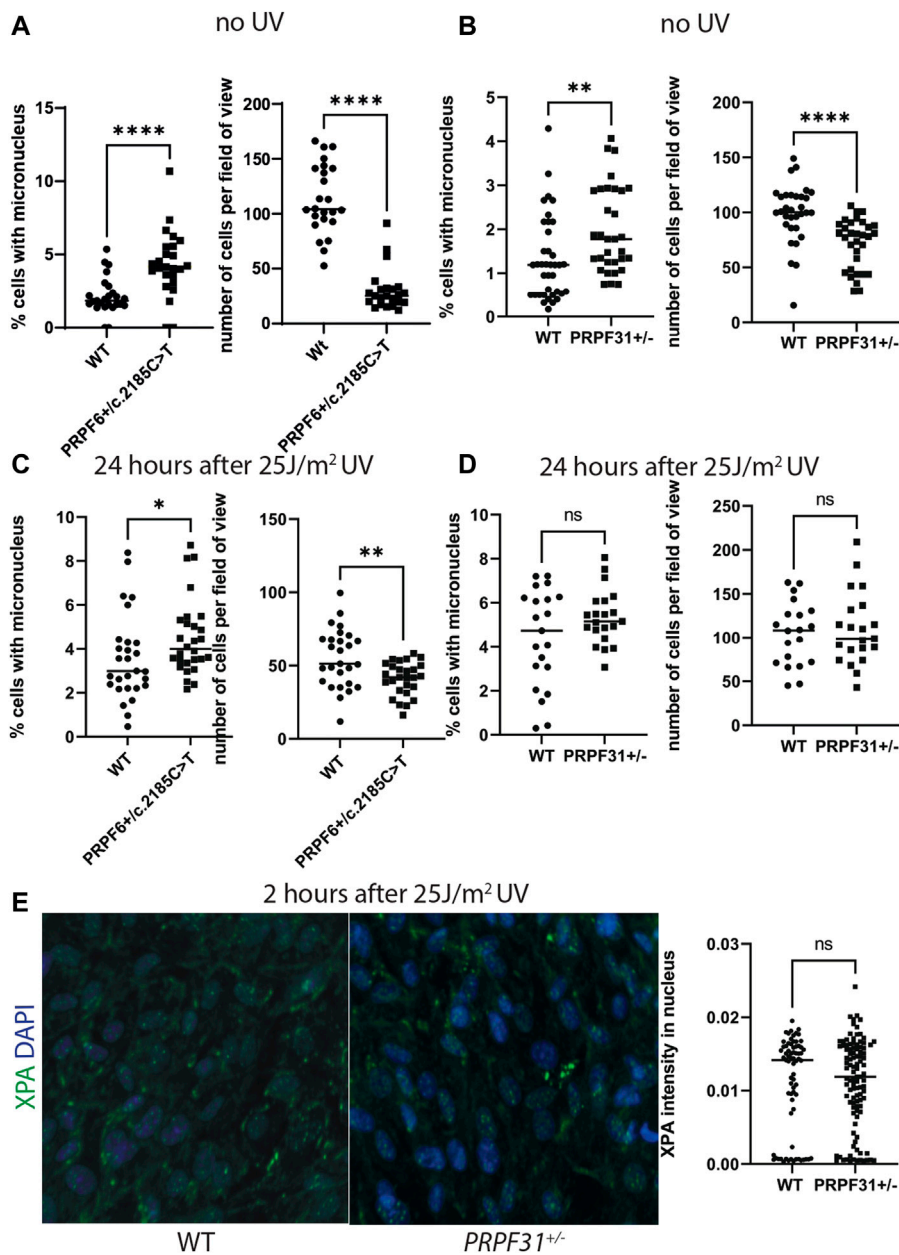 A
no UV
B
no UV
% cells with micronucleus
15
10
5
0
****
WT
PRPF6+/c.2185C>T
number of cells per field of view
200
150
100
50
0
****
Wt
PRPF6+/c.2185C>T
% cells with micronucleus
5
4
3
2
1
0
**
WT PRPF31+/-
number of cells per field of view
200
150
100
50
0
****
WT PRPF31+/-
C
24 hours after 25J/m² UV
D
24 hours after 25J/m² UV
% cells with micronucleus
10
8
6
4
2
0
*
WT
PRPF6+/c.2185C>T
number of cells per field of view
150
100
50
0
**
WT
PRPF6+/c.2185C>T
% cells with micronucleus
10
8
6
4
2
0
ns
WT PRPF31+/-
number of cells per field of view
250
200
150
100
50
0
ns
WT PRPF31+/-
E
2 hours after 25J/m² UV
XPA DAPI
WT
PRPF31+/-
XPA intensity in nucleus
0.03
0.02
0.01
0.00
ns
WT PRPF31+/-